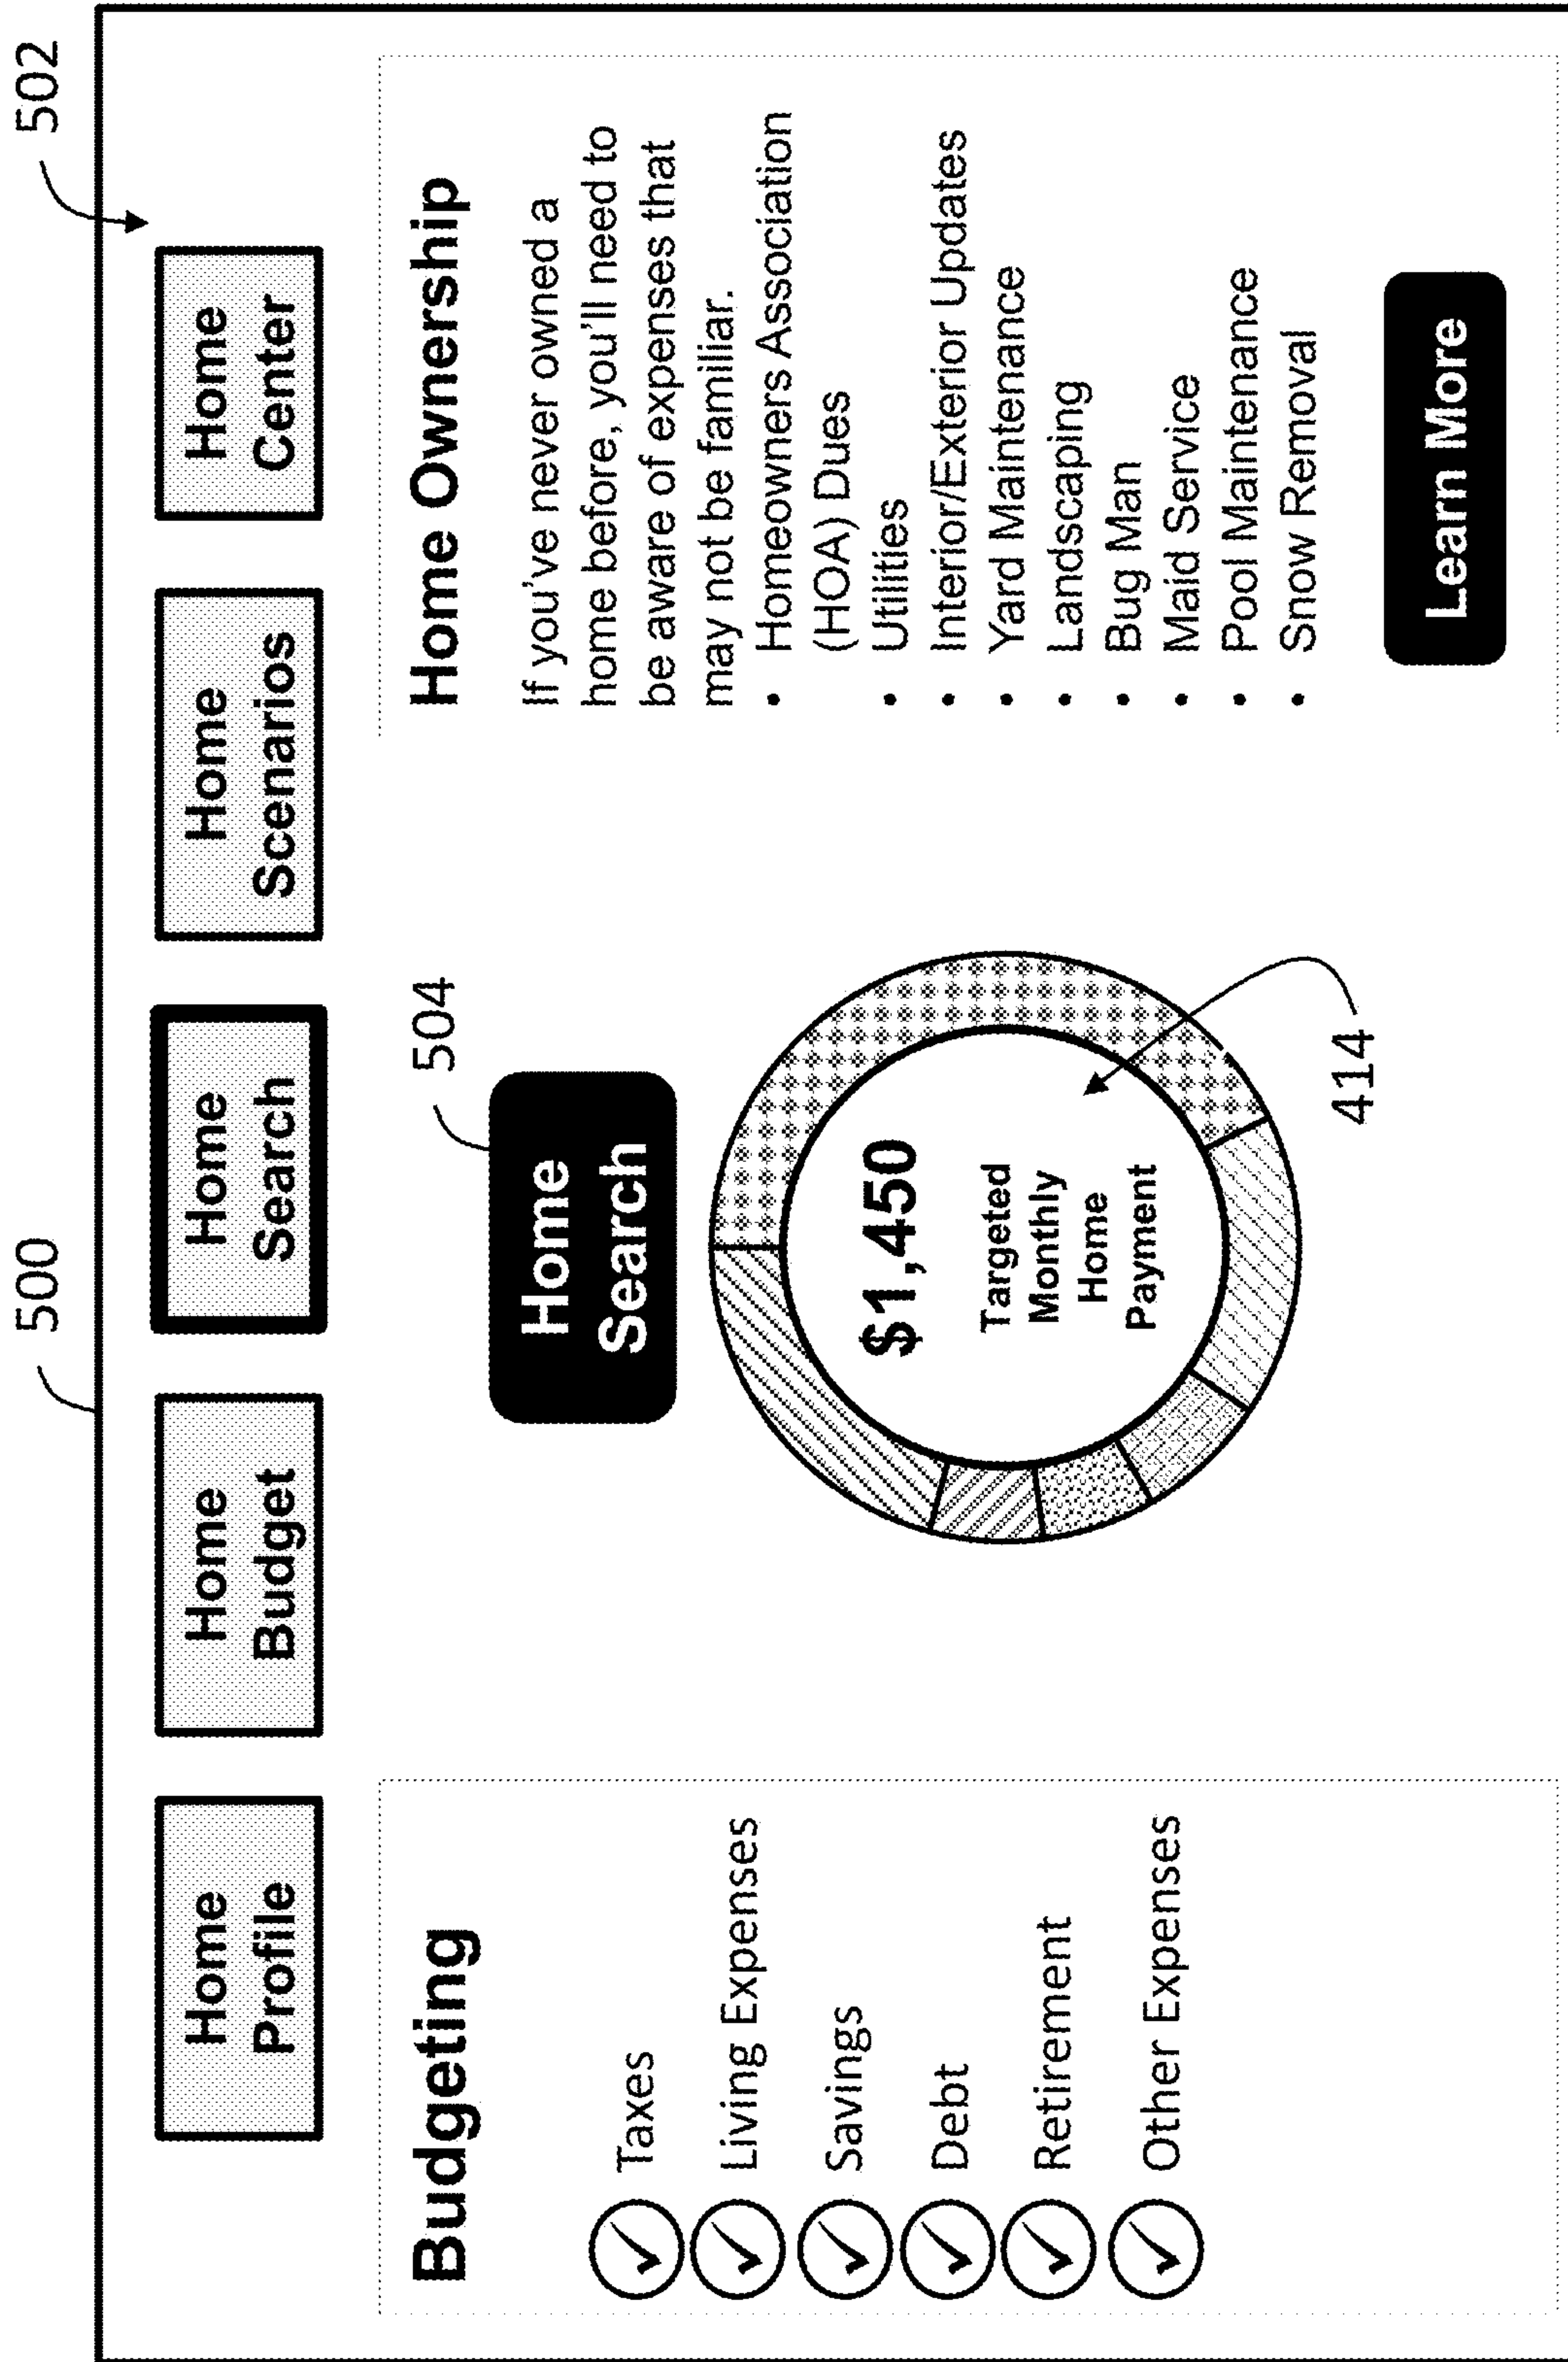 500
502
Home
Profile
Home
Budget
Home
Search
Home
Scenarios
Home
Center
Budgeting
Taxes
Living Expenses
Savings
Debt
Retirement
Other Expenses
504
Home
Search
$1,450
Targeted
Monthly
Home
Payment
414
Home Ownership
If you've never owned a
home before, you'll need to
be aware of expenses that
may not be familiar.
• Homeowners Association
(HOA) Dues
• Utilities
• Interior/Exterior Updates
• Yard Maintenance
• Landscaping
• Bug Man
• Maid Service
• Pool Maintenance
• Snow Removal
Learn More